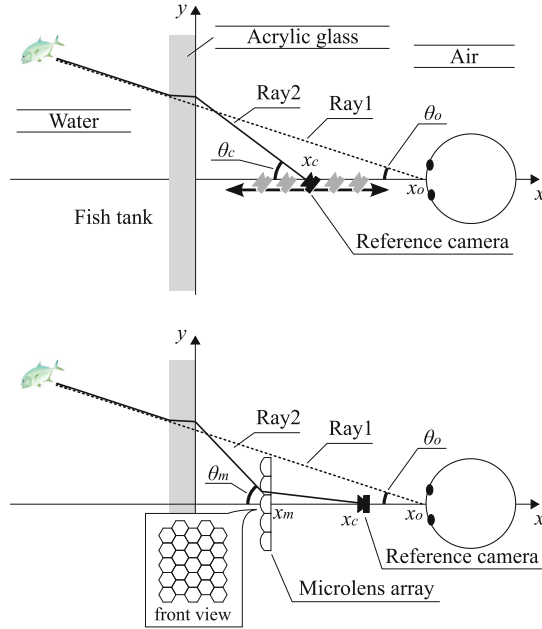 y
Acrylic glass
Air
Ray2
Ray1
Water
θc
xc
θo
xo
x
Fish tank
Reference camera
y
Ray2
Ray1
θm
θo
xm
xc
xo
x
Reference camera
Microlens array
front view